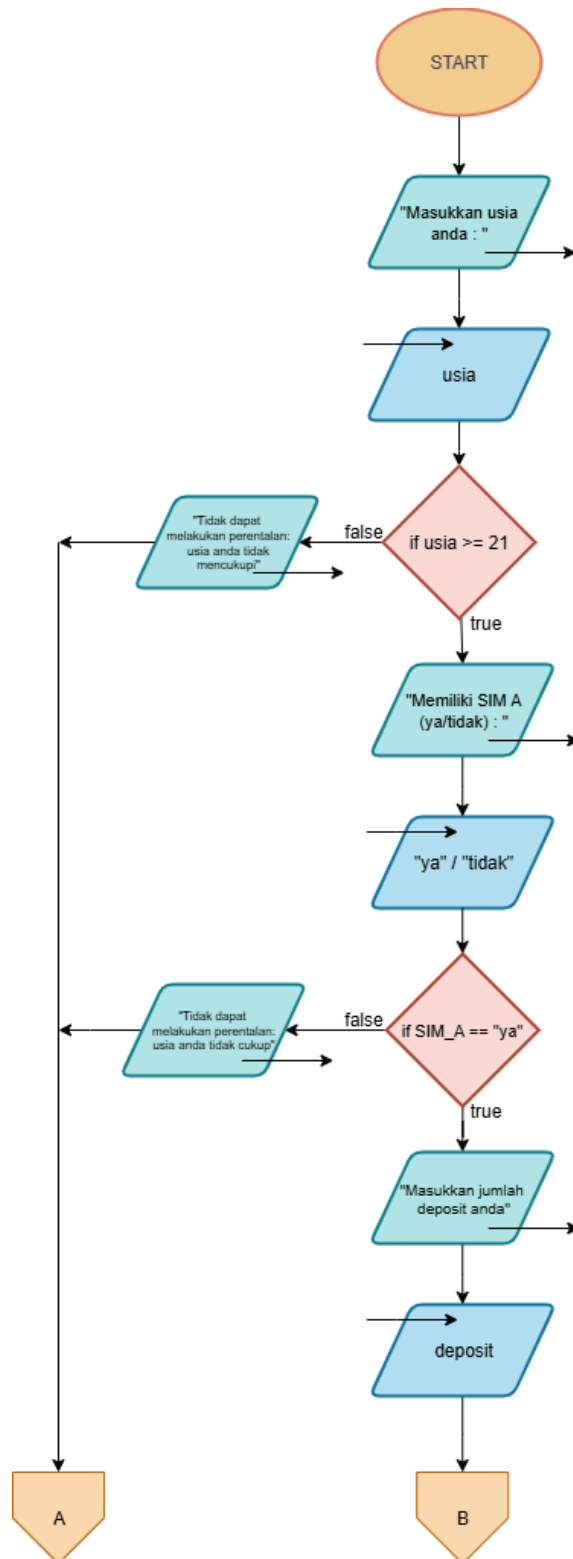 START
"Masukkan usia
anda : "
usia
if usia >= 21
false
"Tidak dapat
melakukan perentalan:
usia anda tidak
mencukupi"
true
"Memiliki SIM A
(ya/tidak) : "
"ya" / "tidak"
if SIM_A == "ya"
false
"Tidak dapat
melakukan perentalan:
usia anda tidak cukup"
true
"Masukkan jumlah
deposit anda"
deposit
A
B